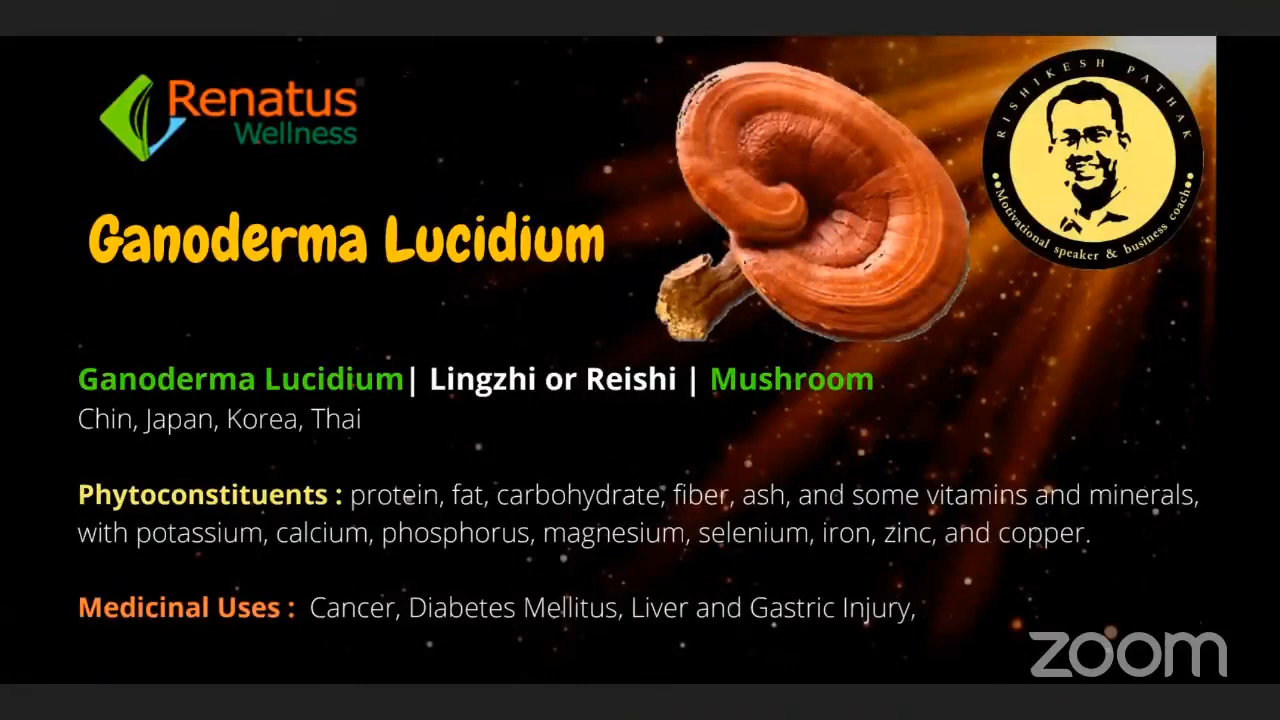 Renatus
Wellness
RISHIKESH PATHAK
Motivational speaker & business coach
Ganoderma Lucidium
Ganoderma Lucidium| Lingzhi or Reishi | Mushroom
Chin, Japan, Korea, Thai
Phytoconstituents : protein, fat, carbohydrate, fiber, ash, and some vitamins and minerals,
with potassium, calcium, phosphorus, magnesium, selenium, iron, zinc, and copper.
Medicinal Uses : Cancer, Diabetes Mellitus, Liver and Gastric Injury,
zoom